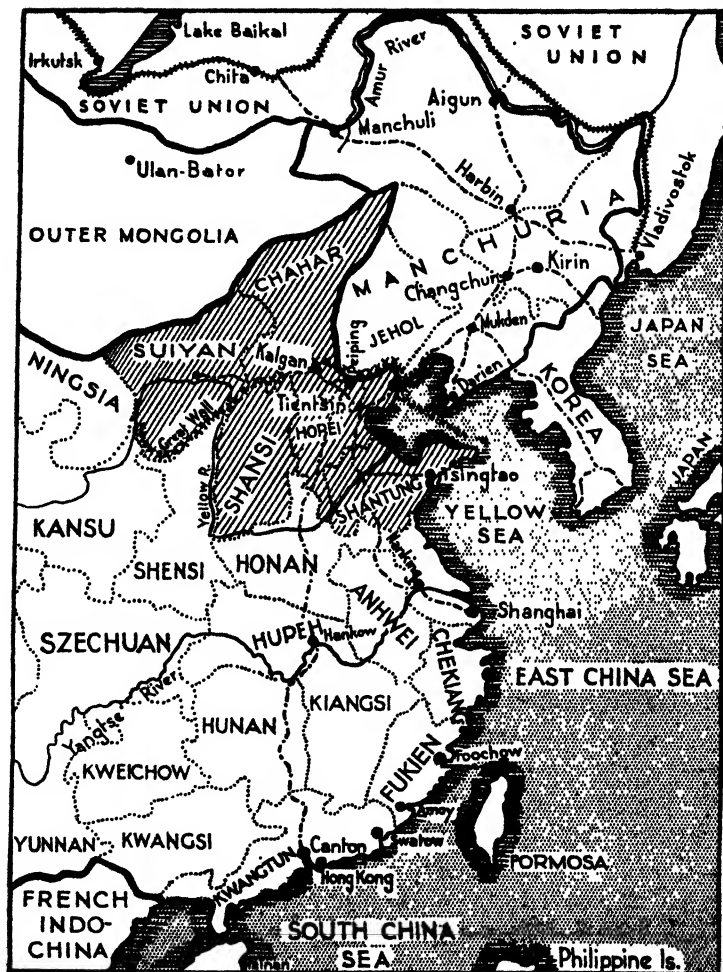 Lake Baikal
SOVIET
UNION
Irkutsk
Chita
SOVIET UNION
Amur River
Aigun
Manchuli
Ulan-Bator
Harbin
OUTER MONGOLIA
CHAHAR
MANCHURIA
Vladivostok
Kirin
Changchun
JEHOL
Mukden
Peiping
JAPAN
SEA
SUIYAN
Kalgan
Darien
NINGSIA
Tientsin
HOPEI
KOREA
Great Wall
SHANSI
Yellow R.
JAPAN
SHANTUNG
Tsingtao
YELLOW
SEA
KANSU
SHENSI
HONAN
Nanking
ANHWEI
Shanghai
SZECHUAN
HUPEH
Hankow
CHEKIANG
EAST CHINA SEA
Yangtse River
HUNAN
KIANGSI
KWEICHOW
FUKIEN
Foochow
Amoy
Swatow
YUNNAN
KWANGSI
KWANGTUN
Canton
Hong Kong
FORMOSA
FRENCH
INDO-
CHINA
SOUTH CHINA
SEA
Hainan
Philippine Is.